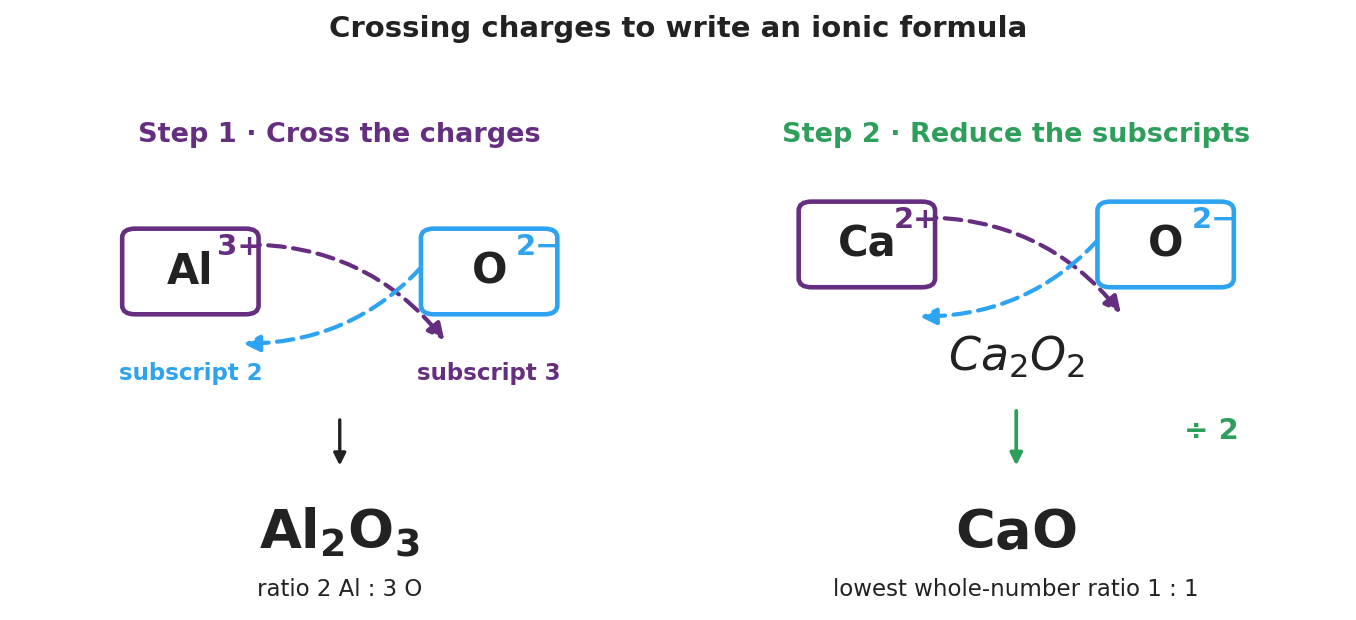 Crossing charges to write an ionic formula
Step 1 · Cross the charges
Al 3+
O 2−
subscript 2
subscript 3
Al₂O₃
ratio 2 Al : 3 O
Step 2 · Reduce the subscripts
Ca 2+
O 2−
Ca₂O₂
÷ 2
CaO
lowest whole-number ratio 1 : 1